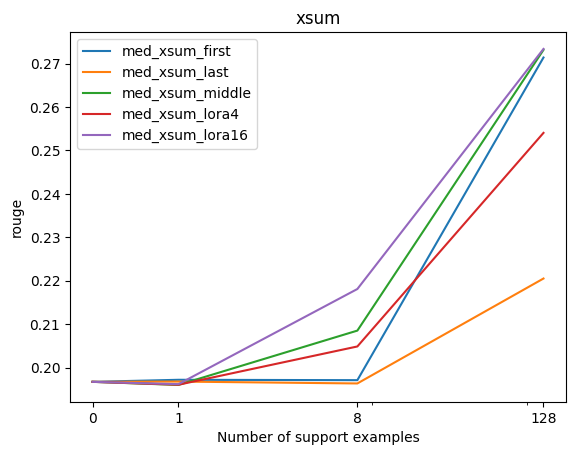 xsum
med_xsum_first
med_xsum_last
med_xsum_middle
med_xsum_lora4
med_xsum_lora16
0.27
0.26
0.25
0.24
0.23
0.22
0.21
0.20
rouge
0 1 8 128
Number of support examples